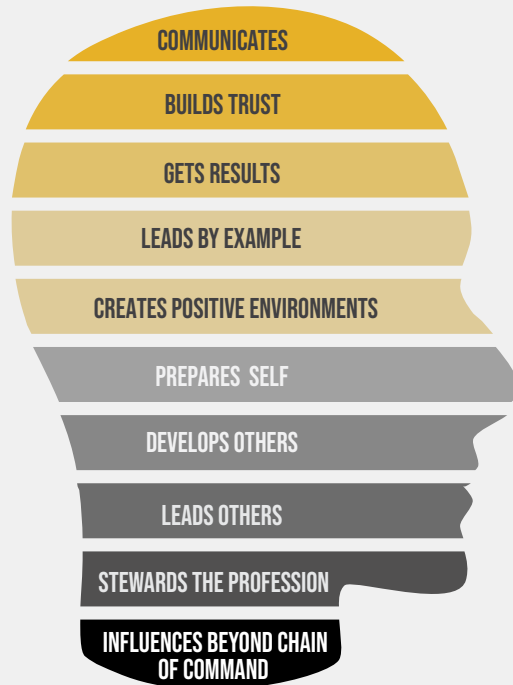 COMMUNICATES
BUILDS TRUST
GETS RESULTS
LEADS BY EXAMPLE
CREATES POSITIVE ENVIRONMENTS
PREPARES SELF
DEVELOPS OTHERS
LEADS OTHERS
STEWARDS THE PROFESSION
INFLUENCES BEYOND CHAIN
OF COMMAND